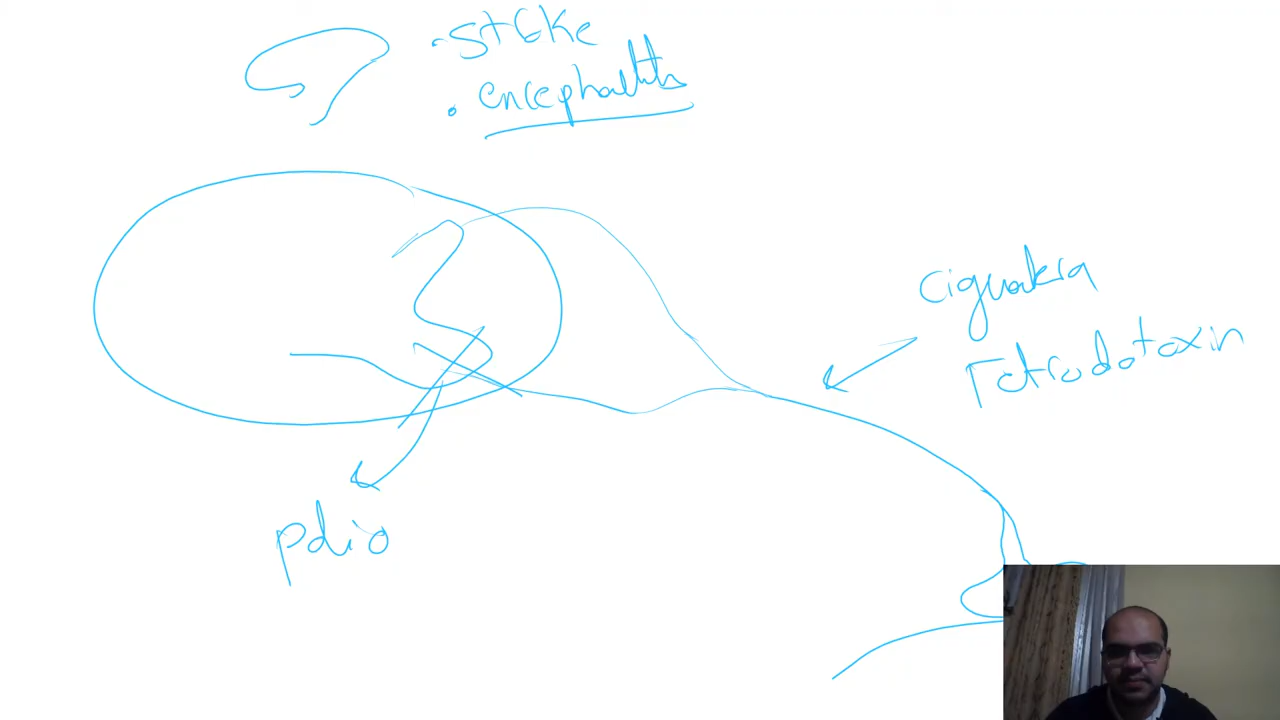 • stroke
• encephalitis
ciguatera
Tetrodotoxin
polio